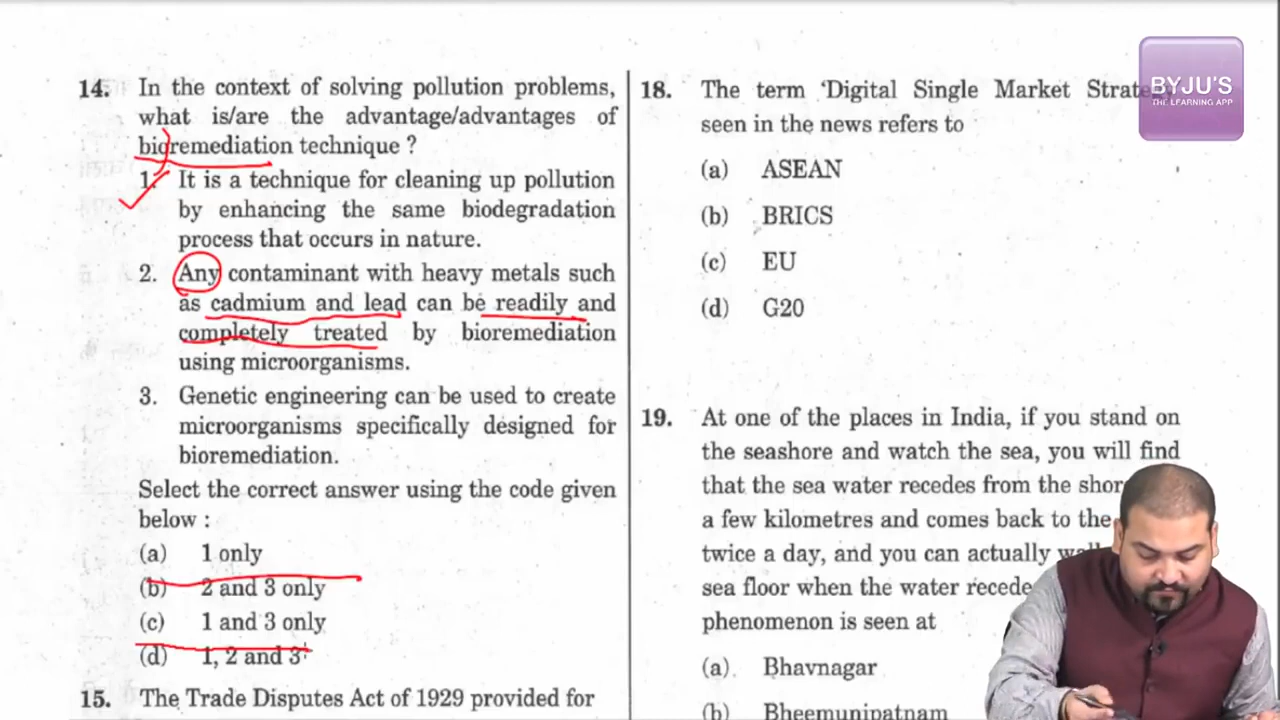 14. In the context of solving pollution problems,
what is/are the advantage/advantages of
bioremediation technique ?
1. It is a technique for cleaning up pollution
by enhancing the same biodegradation
process that occurs in nature.
2. Any contaminant with heavy metals such
as cadmium and lead can be readily and
completely treated by bioremediation
using microorganisms.
3. Genetic engineering can be used to create
microorganisms specifically designed for
bioremediation.
Select the correct answer using the code given
below :
(a) 1 only
(b) 2 and 3 only
(c) 1 and 3 only
(d) 1, 2 and 3
15. The Trade Disputes Act of 1929 provided for
18. The term 'Digital Single Market
seen in the news refers to
(a) ASEAN
(b) BRICS
(c) EU
(d) G20
19. At one of the places in India, if you stand on
the seashore and watch the sea, you will find
that the sea water recedes from the
a few kilometres and comes back to the
twice a day, and you can actually
sea floor when the water
phenomenon is seen at
(a) Bhavnagar
(b) Bheemunipatnam
BYJU'S
THE LEARNING APP